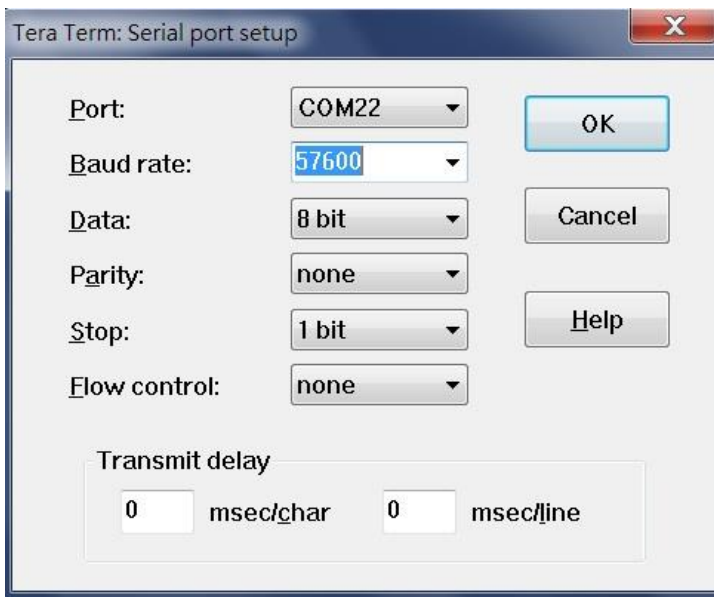 Tera Term: Serial port setup
Port: COM22
OK
Baud rate: 57600
Data: 8 bit
Cancel
Parity: none
Stop: 1 bit
Help
Flow control: none
Transmit delay
0 msec/char 0 msec/line